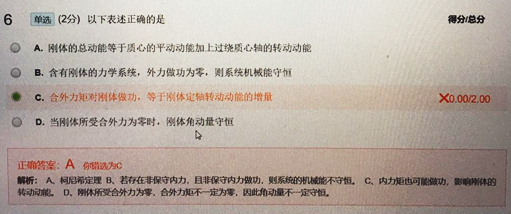 6 单选 (2分) 以下表述正确的是 得分/总分
A. 刚体的总动能等于质心的平动动能加上过绕质心轴的转动动能
B. 含有刚体的力学系统，外力做功为零，则系统机械能守恒
C. 合外力矩对刚体做功，等于刚体定轴转动动能的增量 0.00/2.00
D. 当刚体所受合外力为零时，刚体角动量守恒
正确答案：A 你错选为C
解析： A、柯尼希定理 B、若存在非保守内力，且非保守内力做功，则系统的机械能不守恒。 C、内力矩也可能做功，影响刚体的
转动动能。 D、刚体所受合外力为零、合外力矩不一定为零，因此角动量不一定守恒。